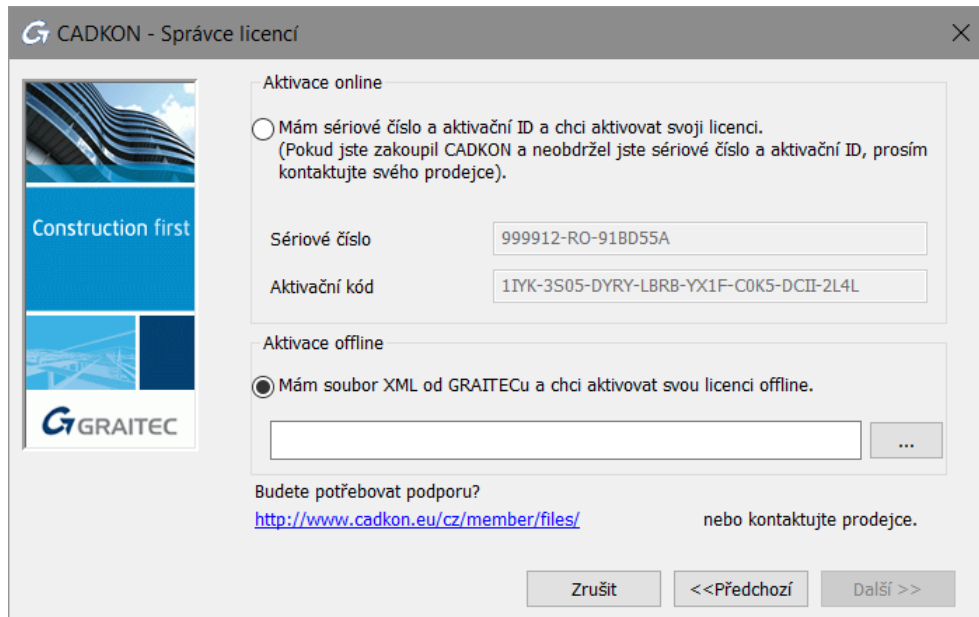 CADKON - Správce licencí
Construction first
GRAITEC
Aktivace online
Mám sériové číslo a aktivační ID a chci aktivovat svoji licenci.
(Pokud jste zakoupil CADKON a neobdržel jste sériové číslo a aktivační ID, prosím
kontaktujte svého prodejce).
Sériové číslo
999912-RO-91BD55A
Aktivační kód
1IYK-3S05-DYRY-LBRB-YX1F-C0K5-DCII-2L4L
Aktivace offline
Mám soubor XML od GRAITECu a chci aktivovat svou licenci offline.
...
Budete potřebovat podporu?
http://www.cadkon.eu/cz/member/files/ nebo kontaktujte prodejce.
Zrušit <<Předchozí Další >>